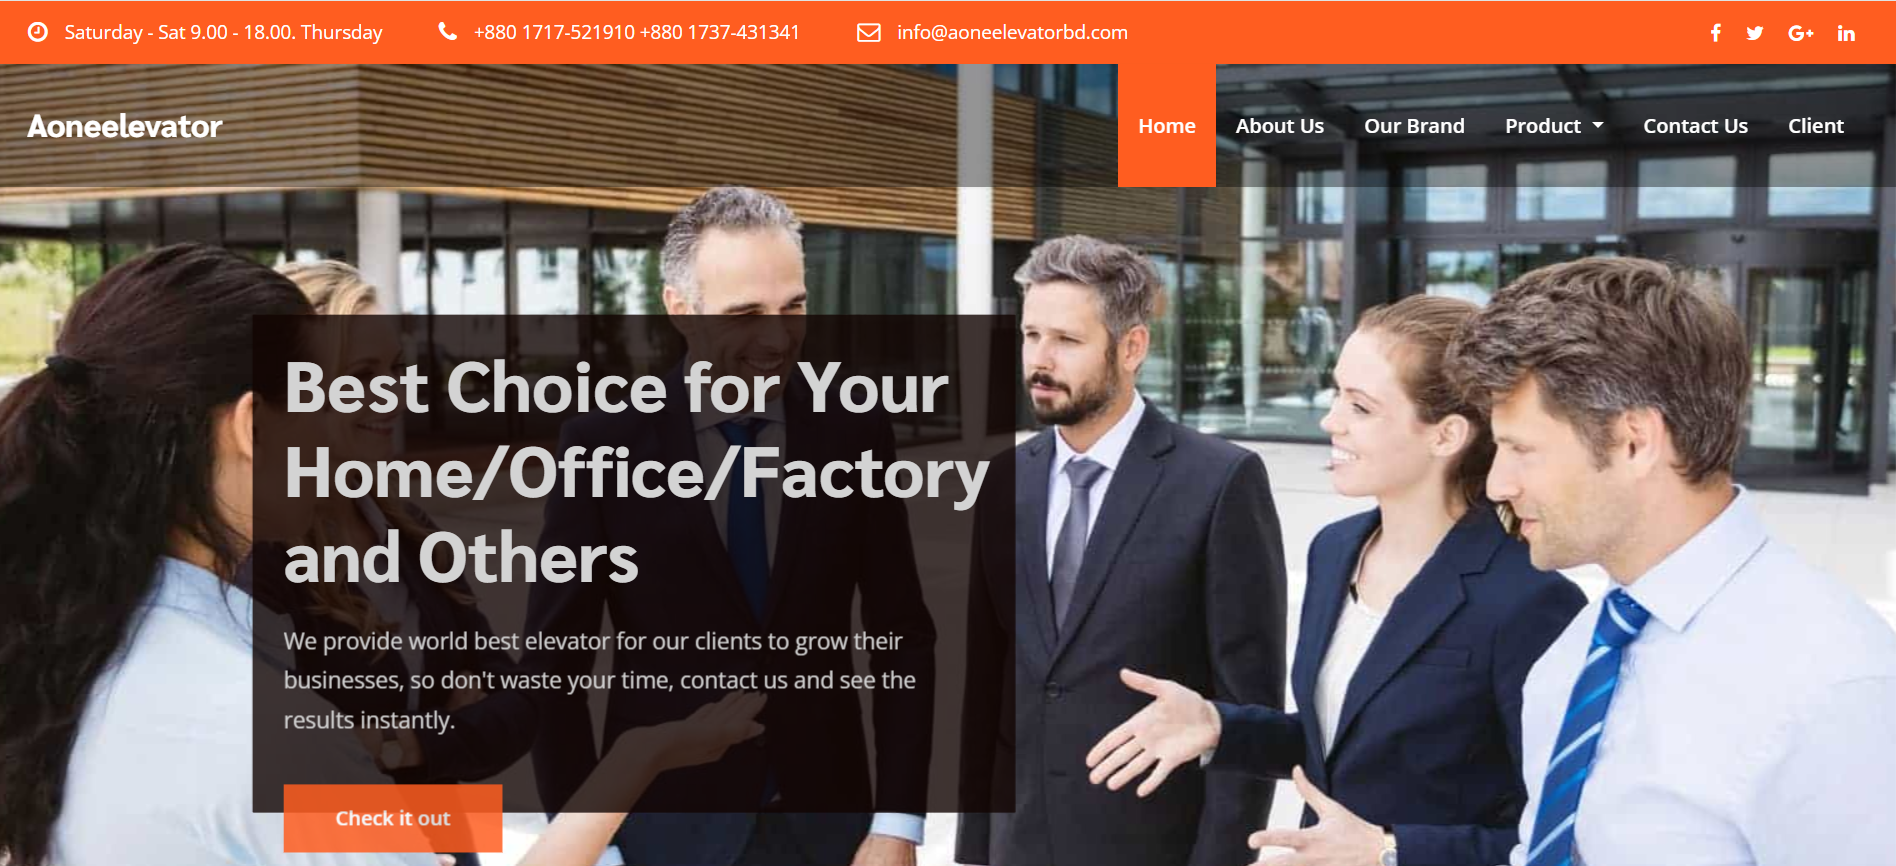 Saturday - Sat 9.00 - 18.00. Thursday
+880 1717-521910 +880 1737-431341
info@aoneelevatorbd.com
Aoneelevator
Home
About Us
Our Brand
Product
Contact Us
Client
Best Choice for Your
Home/Office/Factory
and Others
We provide world best elevator for our clients to grow their
businesses, so don't waste your time, contact us and see the
results instantly.
Check it out